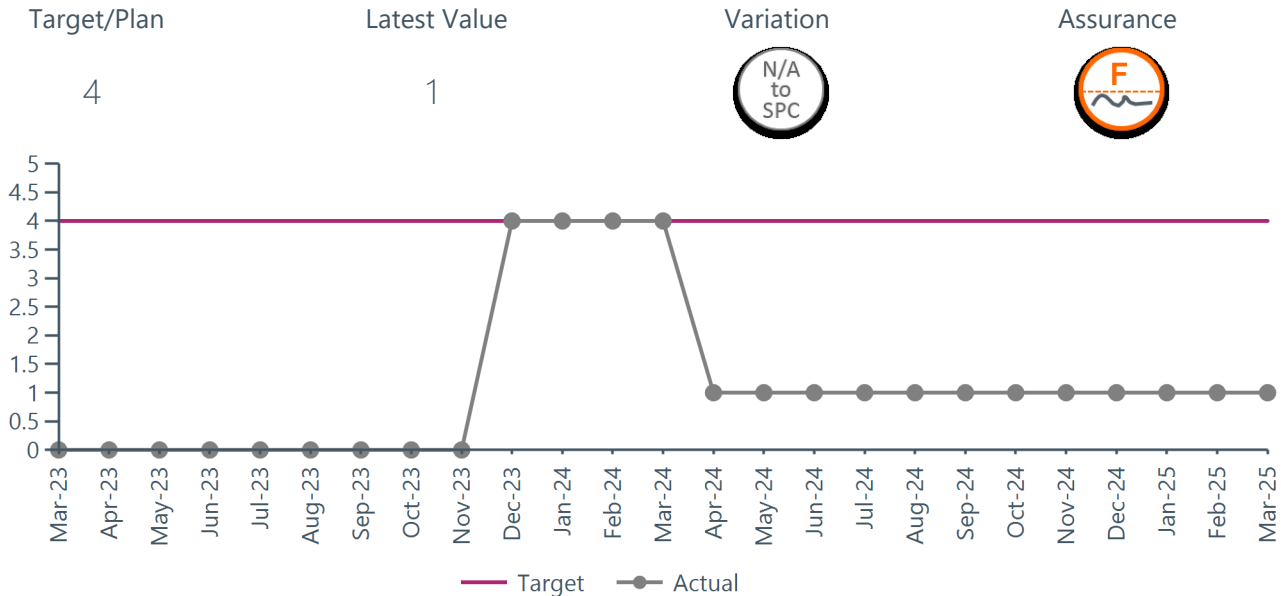 Target/Plan Latest Value Variation Assurance
4 1 N/A to SPC F
5
4.5
4
3.5
3
2.5
2
1.5
1
0.5
0
Mar-23 Apr-23 May-23 Jun-23 Jul-23 Aug-23 Sep-23 Oct-23 Nov-23 Dec-23 Jan-24 Feb-24 Mar-24 Apr-24 May-24 Jun-24 Jul-24 Aug-24 Sep-24 Oct-24 Nov-24 Dec-24 Jan-25 Feb-25 Mar-25
Target Actual